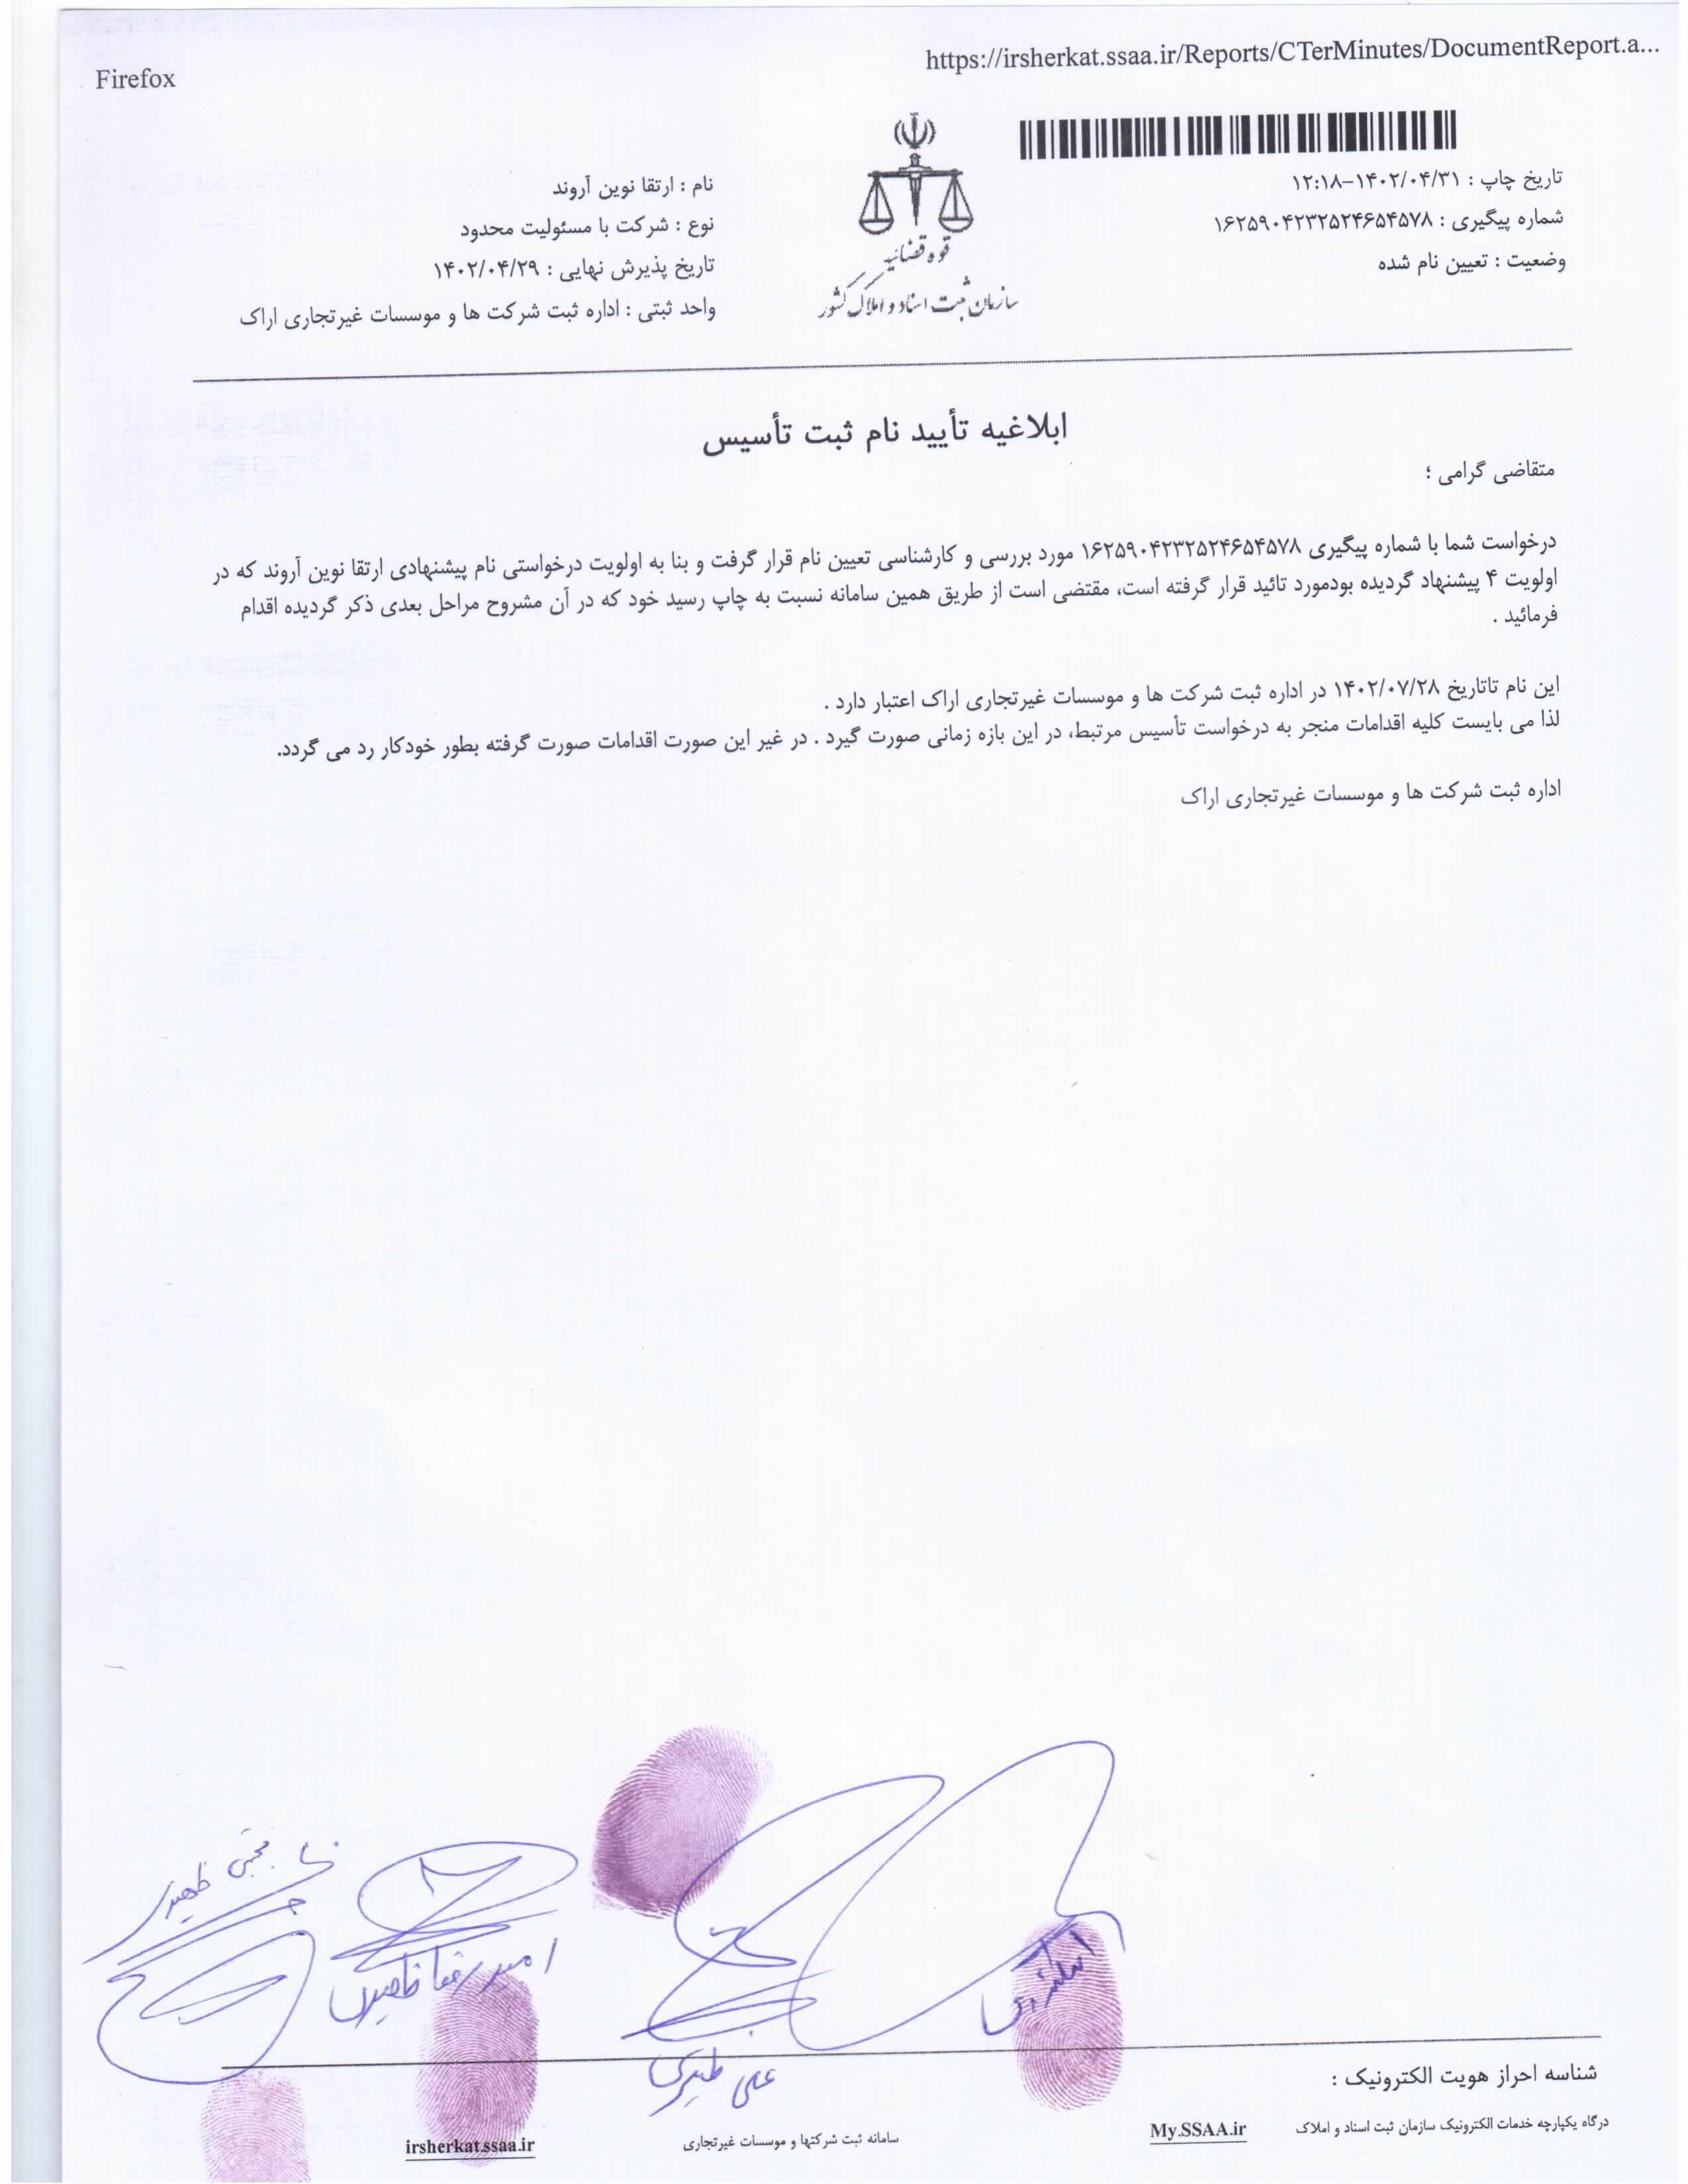 Firefox
https://irsherkat.ssaa.ir/Reports/CTerMinutes/DocumentReport.a...
تاریخ چاپ : ۱۴۰۲/۰۴/۳۱-۱۲:۱۸
شماره پیگیری : ۱۶۲۵۹۰۴۲۳۲۵۲۴۶۵۴۵۷۸
وضعیت : تعیین نام شده
قوه قضائیه
سازمان ثبت اسناد و املاک کشور
نام : ارتقا نوین آروند
نوع : شرکت با مسئولیت محدود
تاریخ پذیرش نهایی : ۱۴۰۲/۰۴/۲۹
واحد ثبتی : اداره ثبت شرکت ها و موسسات غیرتجاری اراک
ابلاغیه تأیید نام ثبت تأسیس
متقاضی گرامی ؛
درخواست شما با شماره پیگیری ۱۶۲۵۹۰۴۲۳۲۵۲۴۶۵۴۵۷۸ مورد بررسی و کارشناسی تعیین نام قرار گرفت و بنا به اولویت درخواستی نام پیشنهادی ارتقا نوین آروند که در
اولویت ۴ پیشنهاد گردیده بودمورد تائید قرار گرفته است، مقتضی است از طریق همین سامانه نسبت به چاپ رسید خود که در آن مشروح مراحل بعدی ذکر گردیده اقدام
فرمائید .
این نام تاتاریخ ۱۴۰۲/۰۷/۲۸ در اداره ثبت شرکت ها و موسسات غیرتجاری اراک اعتبار دارد .
لذا می بایست کلیه اقدامات منجر به درخواست تأسیس مرتبط، در این بازه زمانی صورت گیرد . در غیر این صورت اقدامات صورت گرفته بطور خودکار رد می گردد.
اداره ثبت شرکت ها و موسسات غیرتجاری اراک
مجتبی ظهیری
امیررضا ظهیری
علی
شناسه احراز هویت الکترونیک :
درگاه یکپارچه خدمات الکترونیک سازمان ثبت اسناد و املاک
My.SSAA.ir
سامانه ثبت شرکتها و موسسات غیرتجاری
irsherkat.ssaa.ir